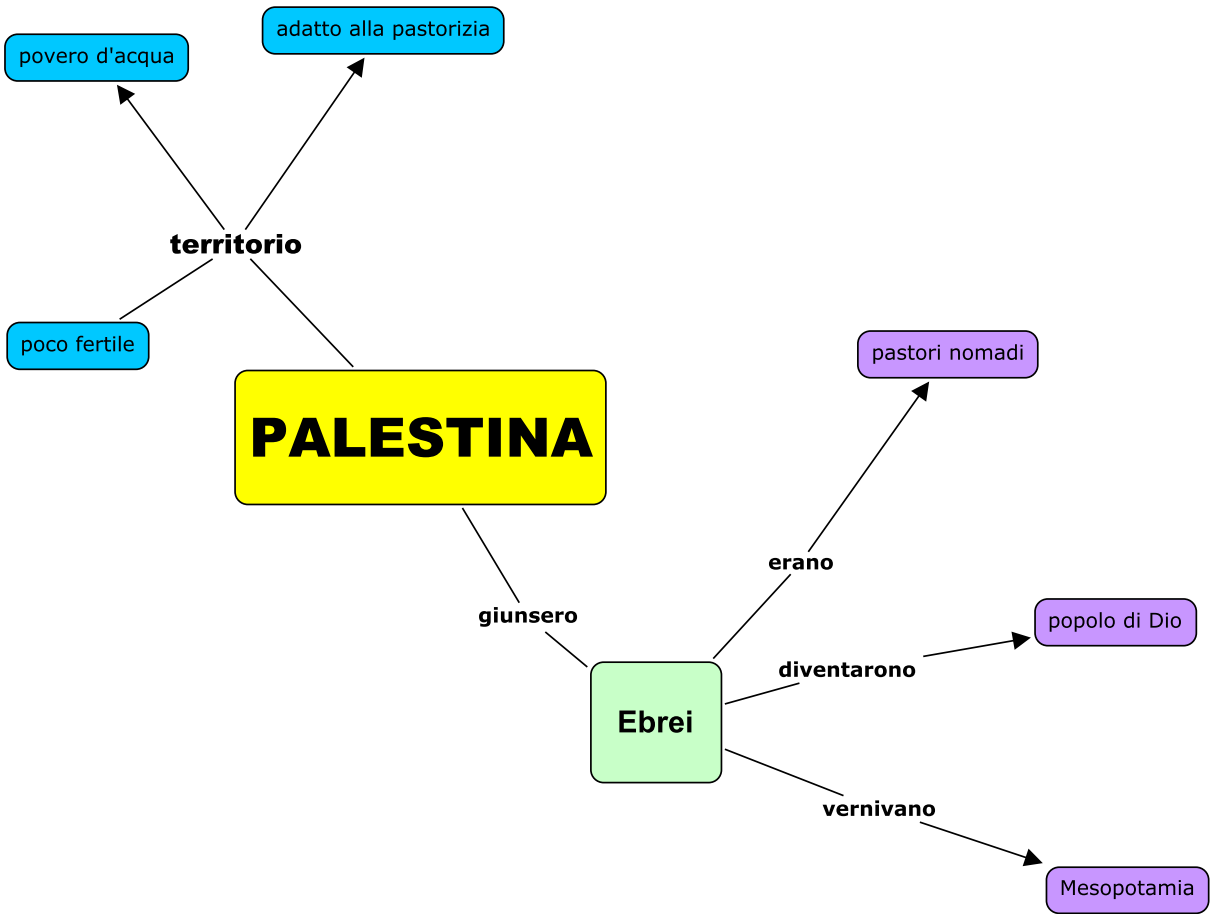 adatto alla pastorizia
povero d'acqua
territorio
poco fertile
pastori nomadi
PALESTINA
erano
giunsero
popolo di Dio
diventarono
Ebrei
vernivano
Mesopotamia